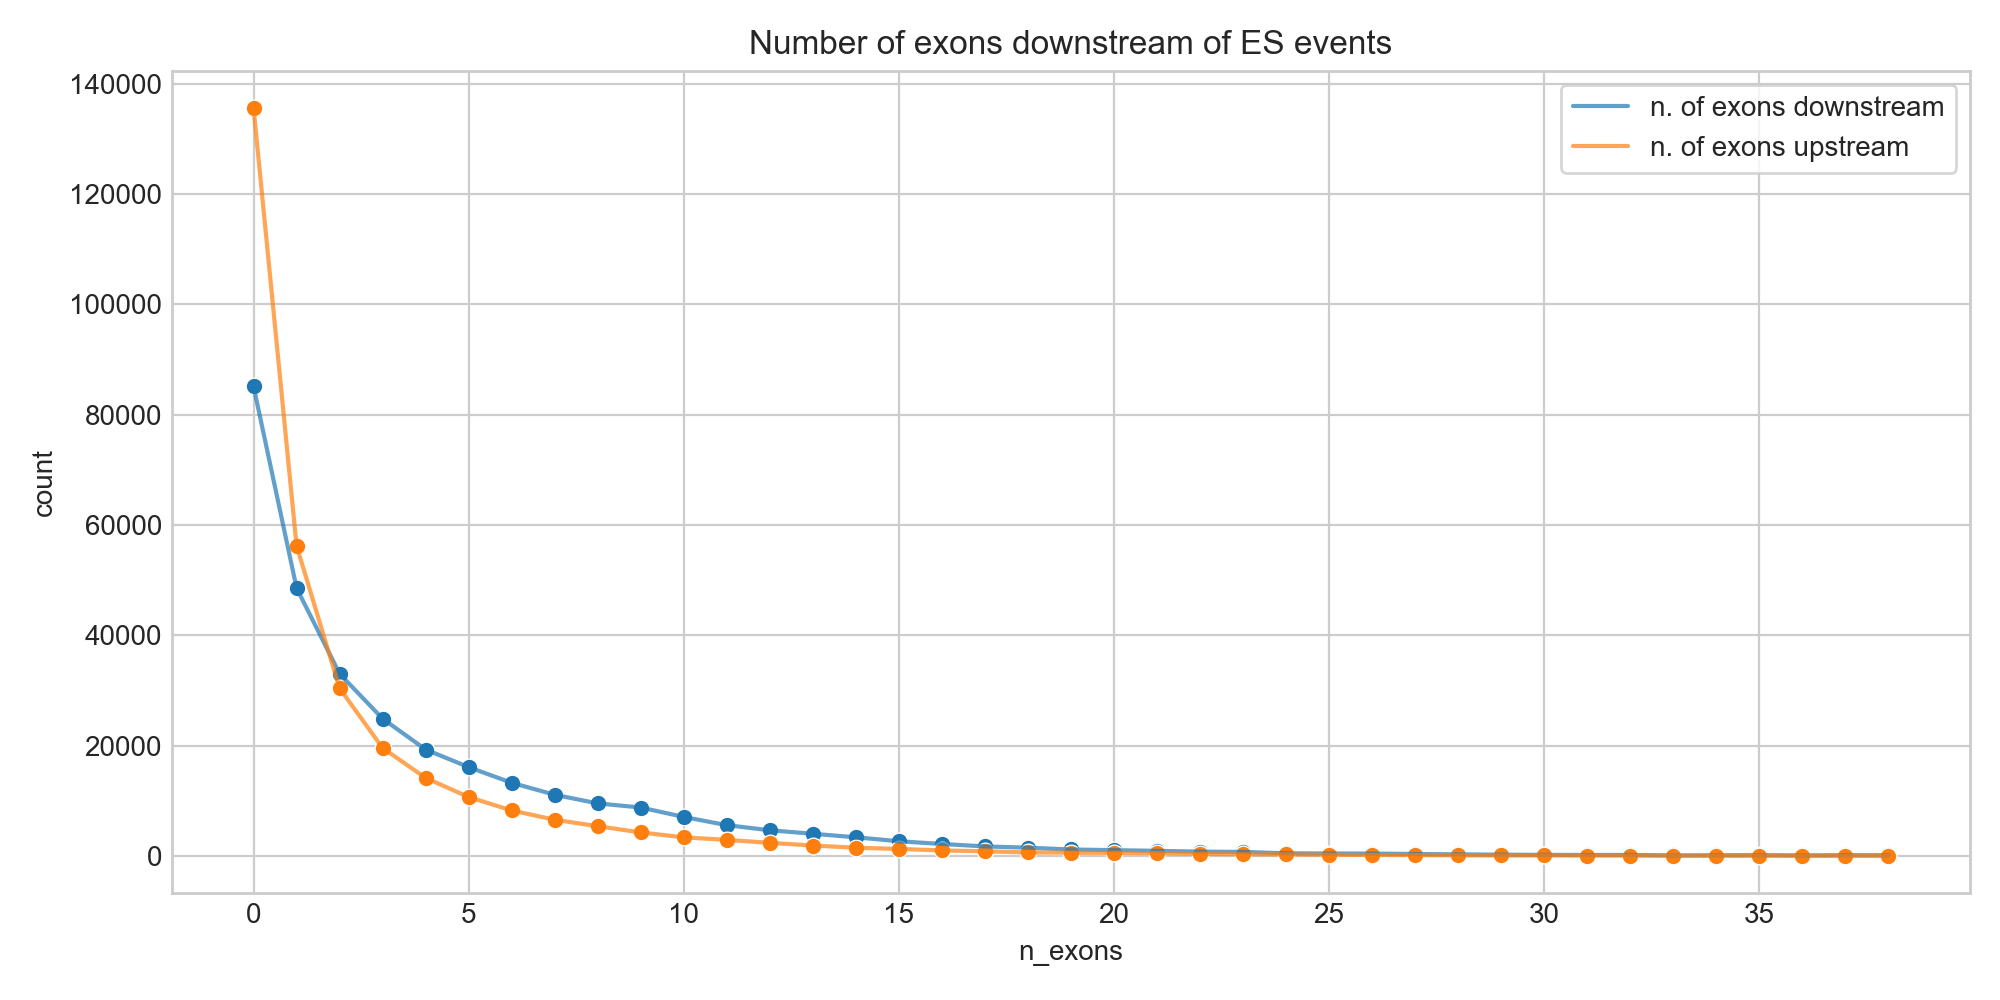 Number of exons downstream of ES events
140000
120000
100000
80000
60000
40000
20000
0
count
n. of exons downstream
n. of exons upstream
0 5 10 15 20 25 30 35
n_exons